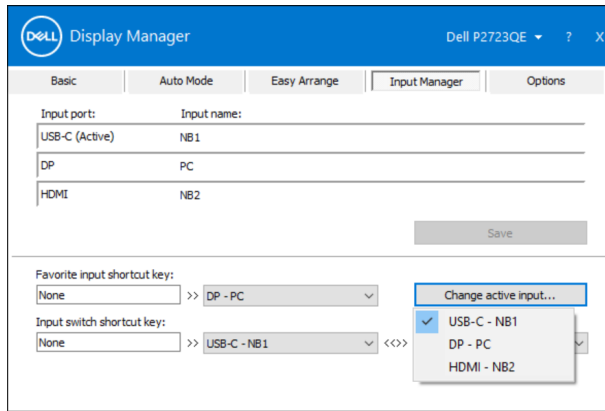 DELL Display Manager Dell P2723QE ? X
Basic Auto Mode Easy Arrange Input Manager Options
Input port: Input name:
USB-C (Active) NB1
DP PC
HDMI NB2
Save
Favorite input shortcut key:
None >> DP - PC Change active input...
Input switch shortcut key:
None >> USB-C - NB1 <<>>
USB-C - NB1
DP - PC
HDMI - NB2